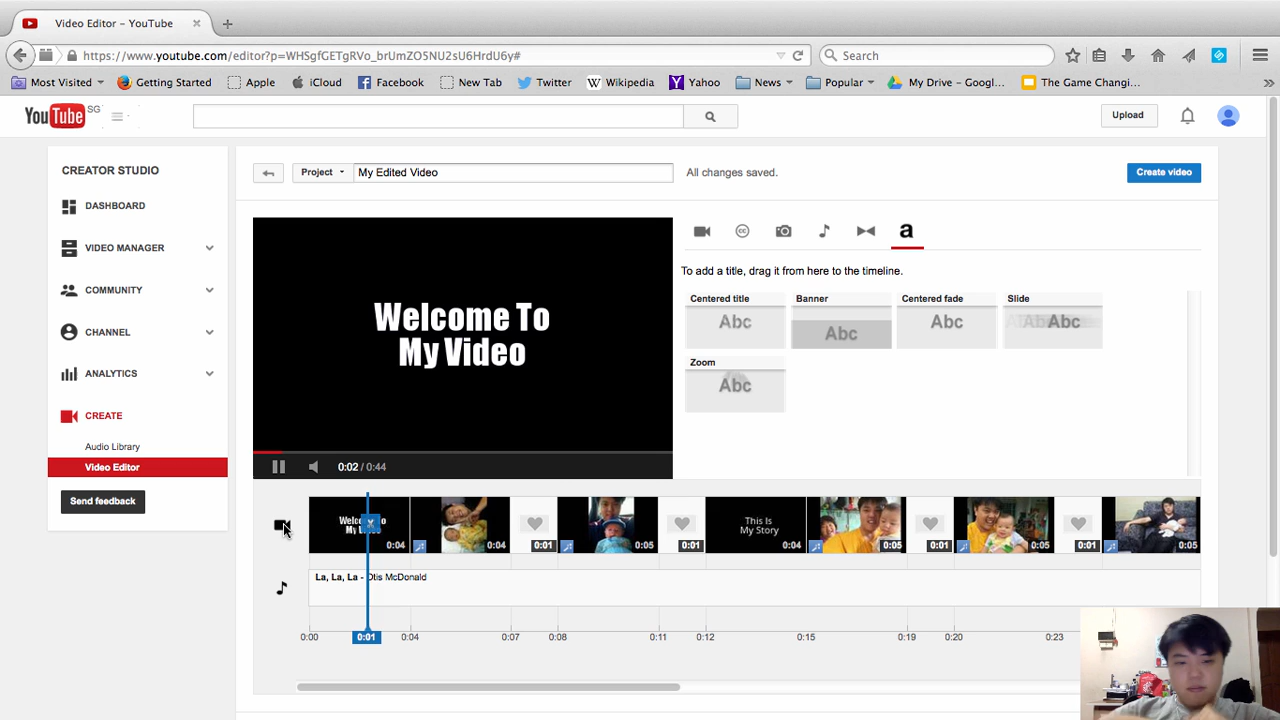 Video Editor – YouTube
https://www.youtube.com/editor?p=WHSgfGETgRVo_brUmZO5NU2sU6HrdU6y#
Search
Most Visited
Getting Started
Apple
iCloud
Facebook
New Tab
Twitter
Wikipedia
Yahoo
News
Popular
My Drive – Googl...
The Game Changi...
YouTube SG
Upload
CREATOR STUDIO
DASHBOARD
VIDEO MANAGER
COMMUNITY
CHANNEL
ANALYTICS
CREATE
Audio Library
Video Editor
Send feedback
Project
My Edited Video
All changes saved.
Create video
Welcome To
My Video
0:02 / 0:44
cc
a
To add a title, drag it from here to the timeline.
Centered title
Banner
Centered fade
Slide
Abc
Abc
Abc
Abc
Zoom
Abc
0:04
0:04
0:01
0:05
0:01
This Is
My Story
0:04
0:05
0:01
0:05
0:01
0:05
La, La, La - Otis McDonald
0:00
0:01
0:04
0:07
0:08
0:11
0:12
0:15
0:19
0:20
0:23